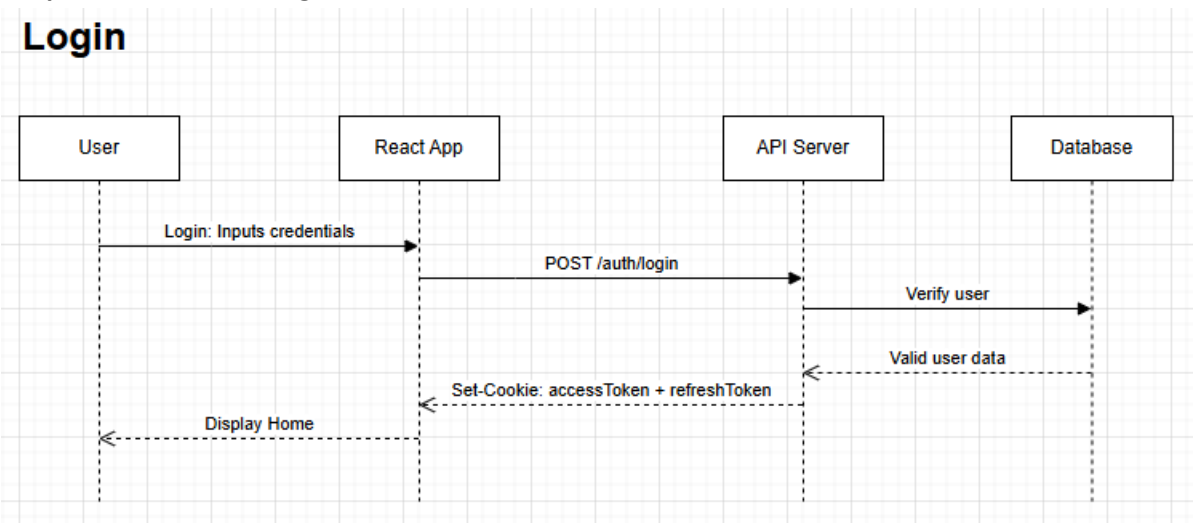 Login
User
React App
API Server
Database
Login: Inputs credentials
POST /auth/login
Verify user
Valid user data
Set-Cookie: accessToken + refreshToken
Display Home